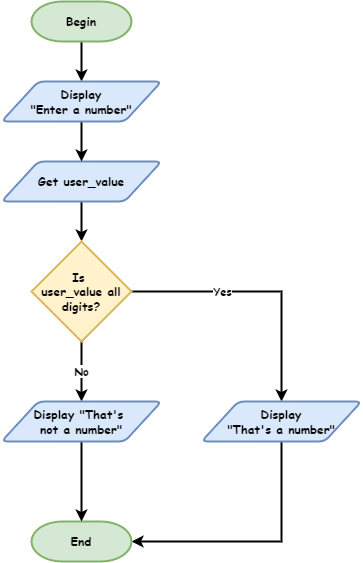 Begin
Display
"Enter a number"
Get user_value
Is
user_value all
digits?
Yes
No
Display "That's
not a number"
Display
"That's a number"
End